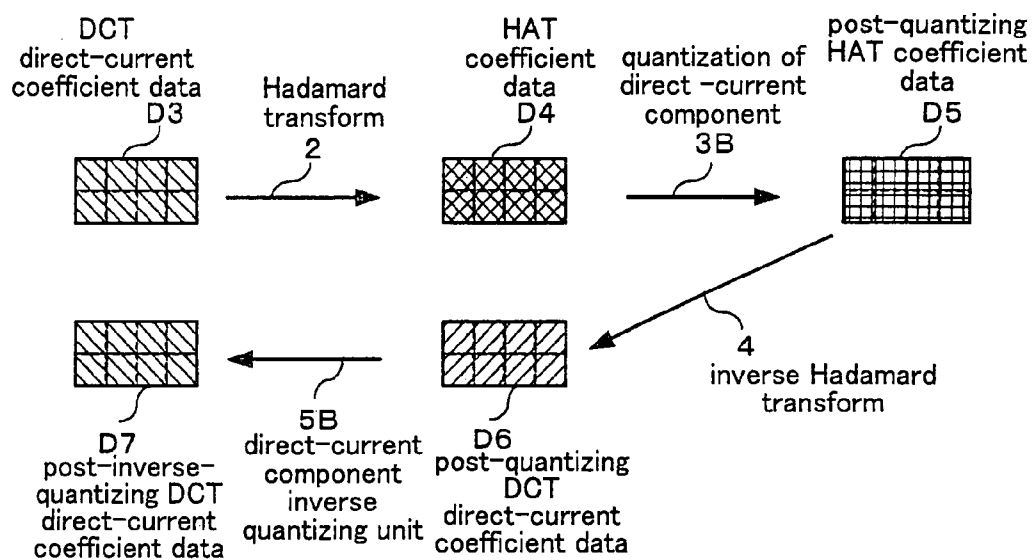 DCT
direct-current
coefficient data
D3
Hadamard
transform
2
HAT
coefficient
data
D4
quantization of
direct -current
component
3B
post-quantizing
HAT coefficient
data
D5
4
inverse Hadamard
transform
D6
post-quantizing
DCT
direct-current
coefficient data
5B
direct-current
component
inverse
quantizing unit
D7
post-inverse-
quantizing DCT
direct-current
coefficient data